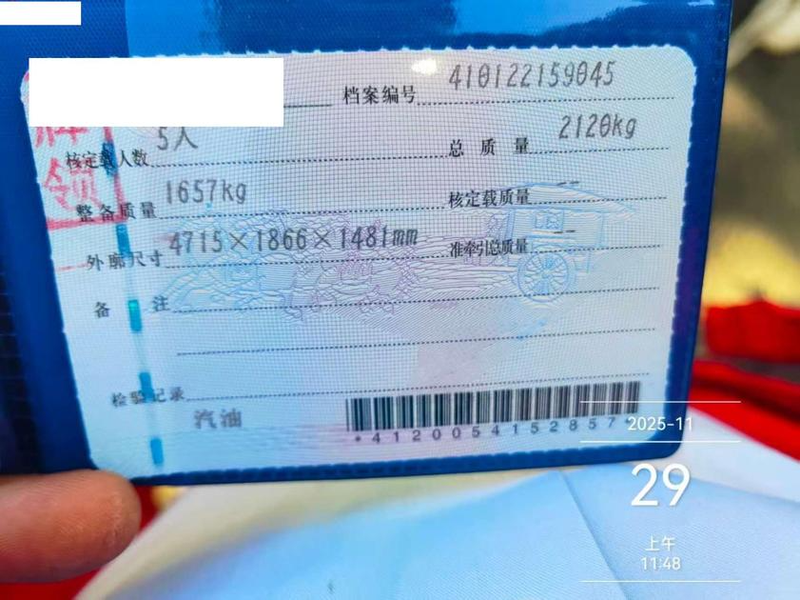 档案编号 410122159045
核定载人数 5人 总质量 2120kg
整备质量 1657kg 核定载质量 --
外廓尺寸 4715×1866×1481mm 准牵引总质量 --
备注
检验记录
汽油
*4120054152857
2025-11
29
上午
11:48